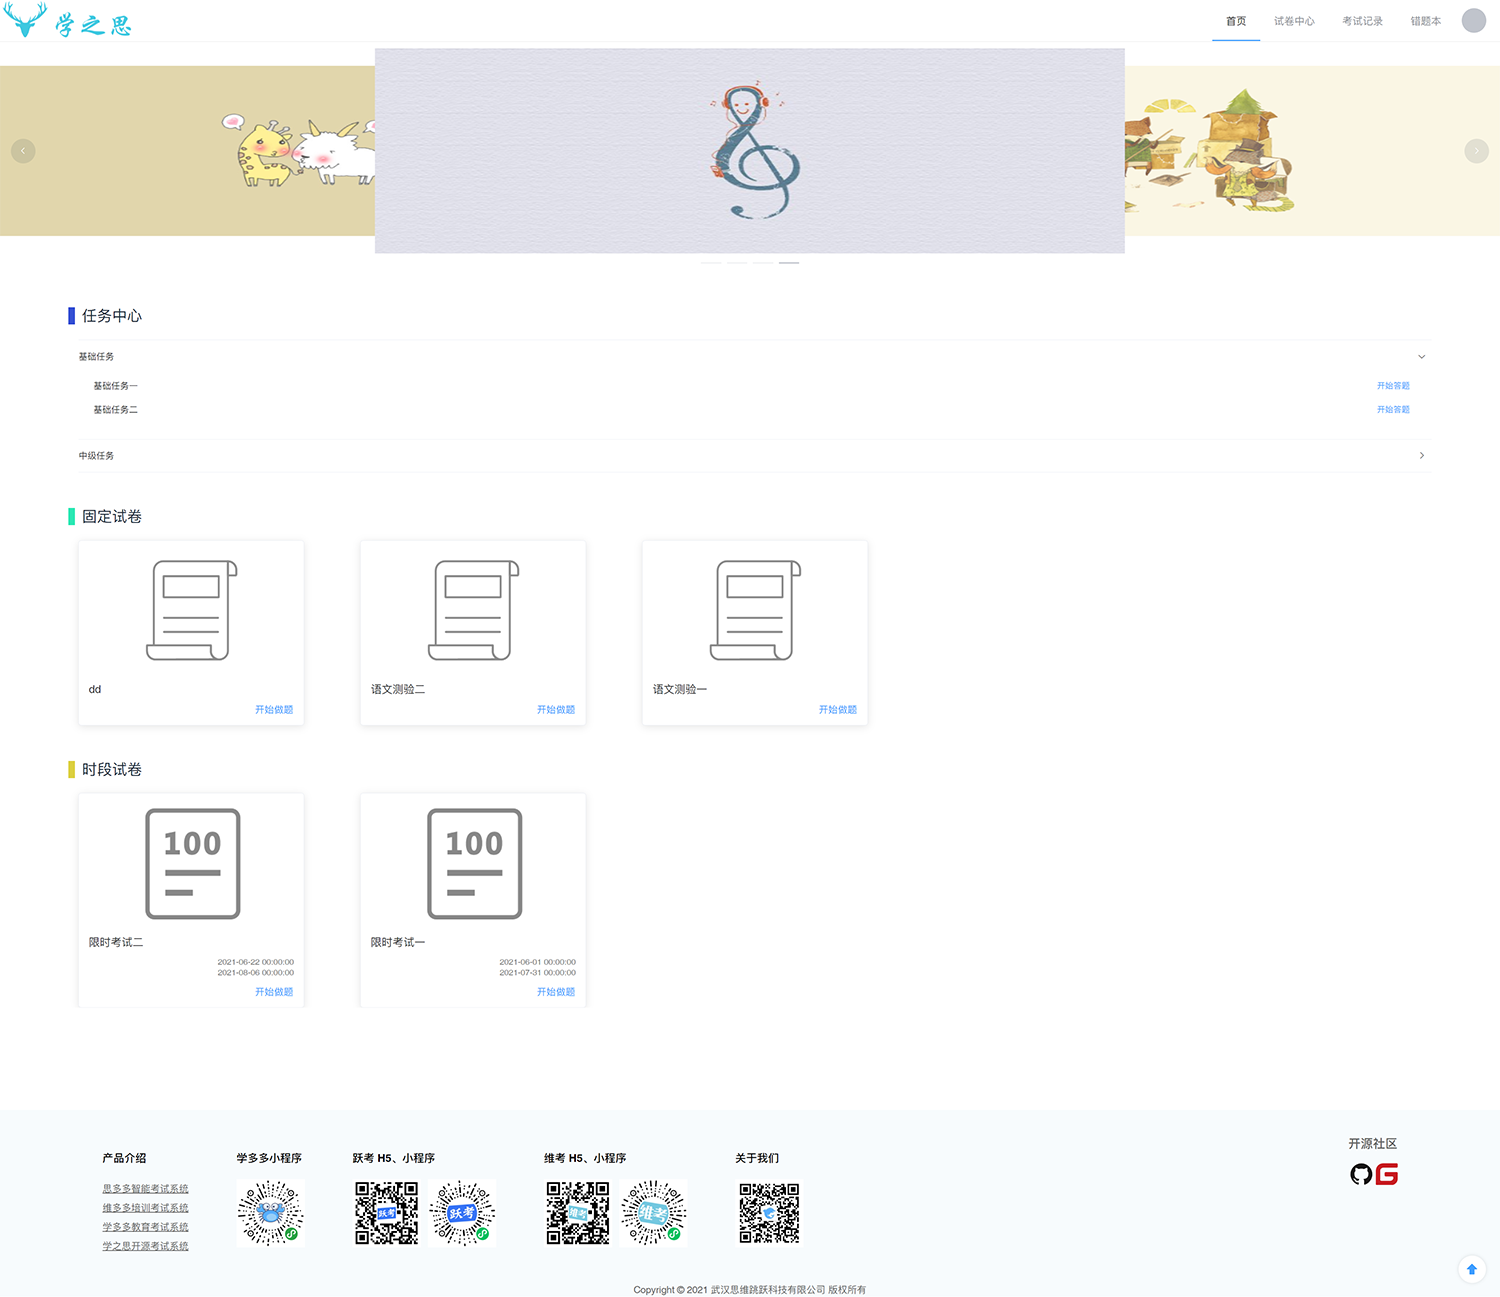 学之思
首页
试卷中心
考试记录
错题本
任务中心
基础任务
基础任务一
开始答题
基础任务二
开始答题
中级任务
固定试卷
dd
开始做题
语文测验二
开始做题
语文测验一
开始做题
时段试卷
100
限时考试二
2021-06-22 00:00:00
2021-08-06 00:00:00
开始做题
100
限时考试一
2021-06-01 00:00:00
2021-07-31 00:00:00
开始做题
产品介绍
思多多智能考试系统
维多多培训考试系统
学多多教育考试系统
学之思开源考试系统
学多多小程序
跃考 H5、小程序
跃考
跃考
维考 H5、小程序
维考
维考
关于我们
开源社区
Copyright © 2021 武汉思维跳跃科技有限公司 版权所有